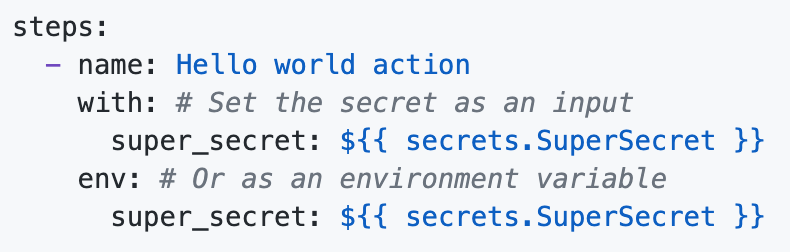 steps:
  - name: Hello world action
    with: # Set the secret as an input
      super_secret: ${{ secrets.SuperSecret }}
    env: # Or as an environment variable
      super_secret: ${{ secrets.SuperSecret }}